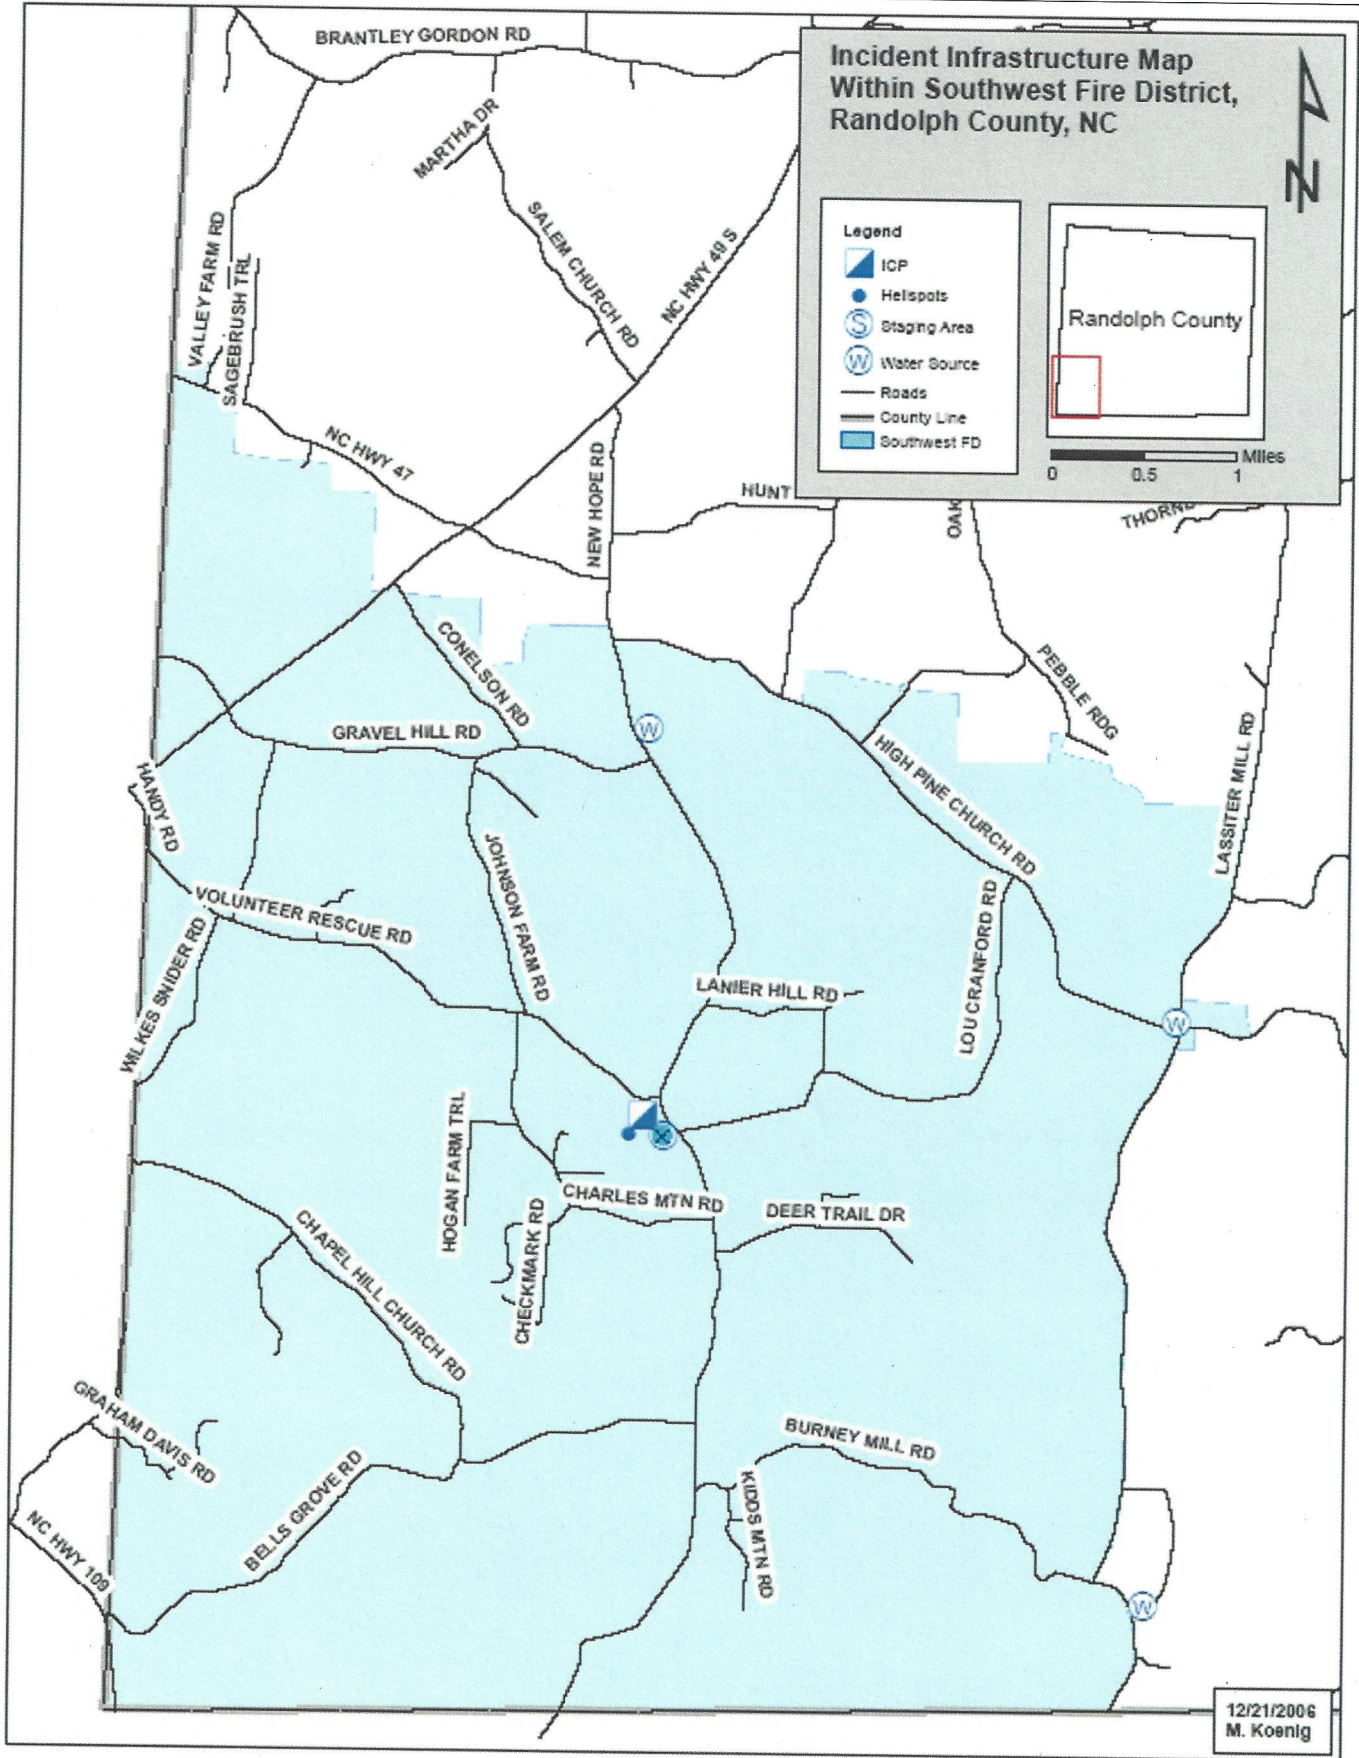 BRANTLEY GORDON RD
Incident Infrastructure Map
Within Southwest Fire District,
Randolph County, NC
N
MARTHA DR
SALEM CHURCH RD
NC HWY 49 S
VALLEY FARM RD
SAGEBRUSH TRL
Legend
ICP
Helispots
S Staging Area
W Water Source
Roads
County Line
Southwest FD
Randolph County
Miles
0 0.5 1
NC HWY 47
NEW HOPE RD
HUNT
OAK
CONELSON RD
PEBBLE RDG
GRAVEL HILL RD
W
HIGH PINE CHURCH RD
LASSITER MILL RD
HANDY RD
JOHNSON FARM RD
VOLUNTEER RESCUE RD
WILKES SNIDER RD
LANIER HILL RD
LOU CRANFORD RD
W
HOGAN FARM TRL
CHARLES MTN RD
DEER TRAIL DR
CHECKMARK RD
CHAPEL HILL CHURCH RD
GRAHAM DAVIS RD
BURNEY MILL RD
BELLS GROVE RD
KIDDS MTN RD
NC HWY 109
W
12/21/2006
M. Koenig